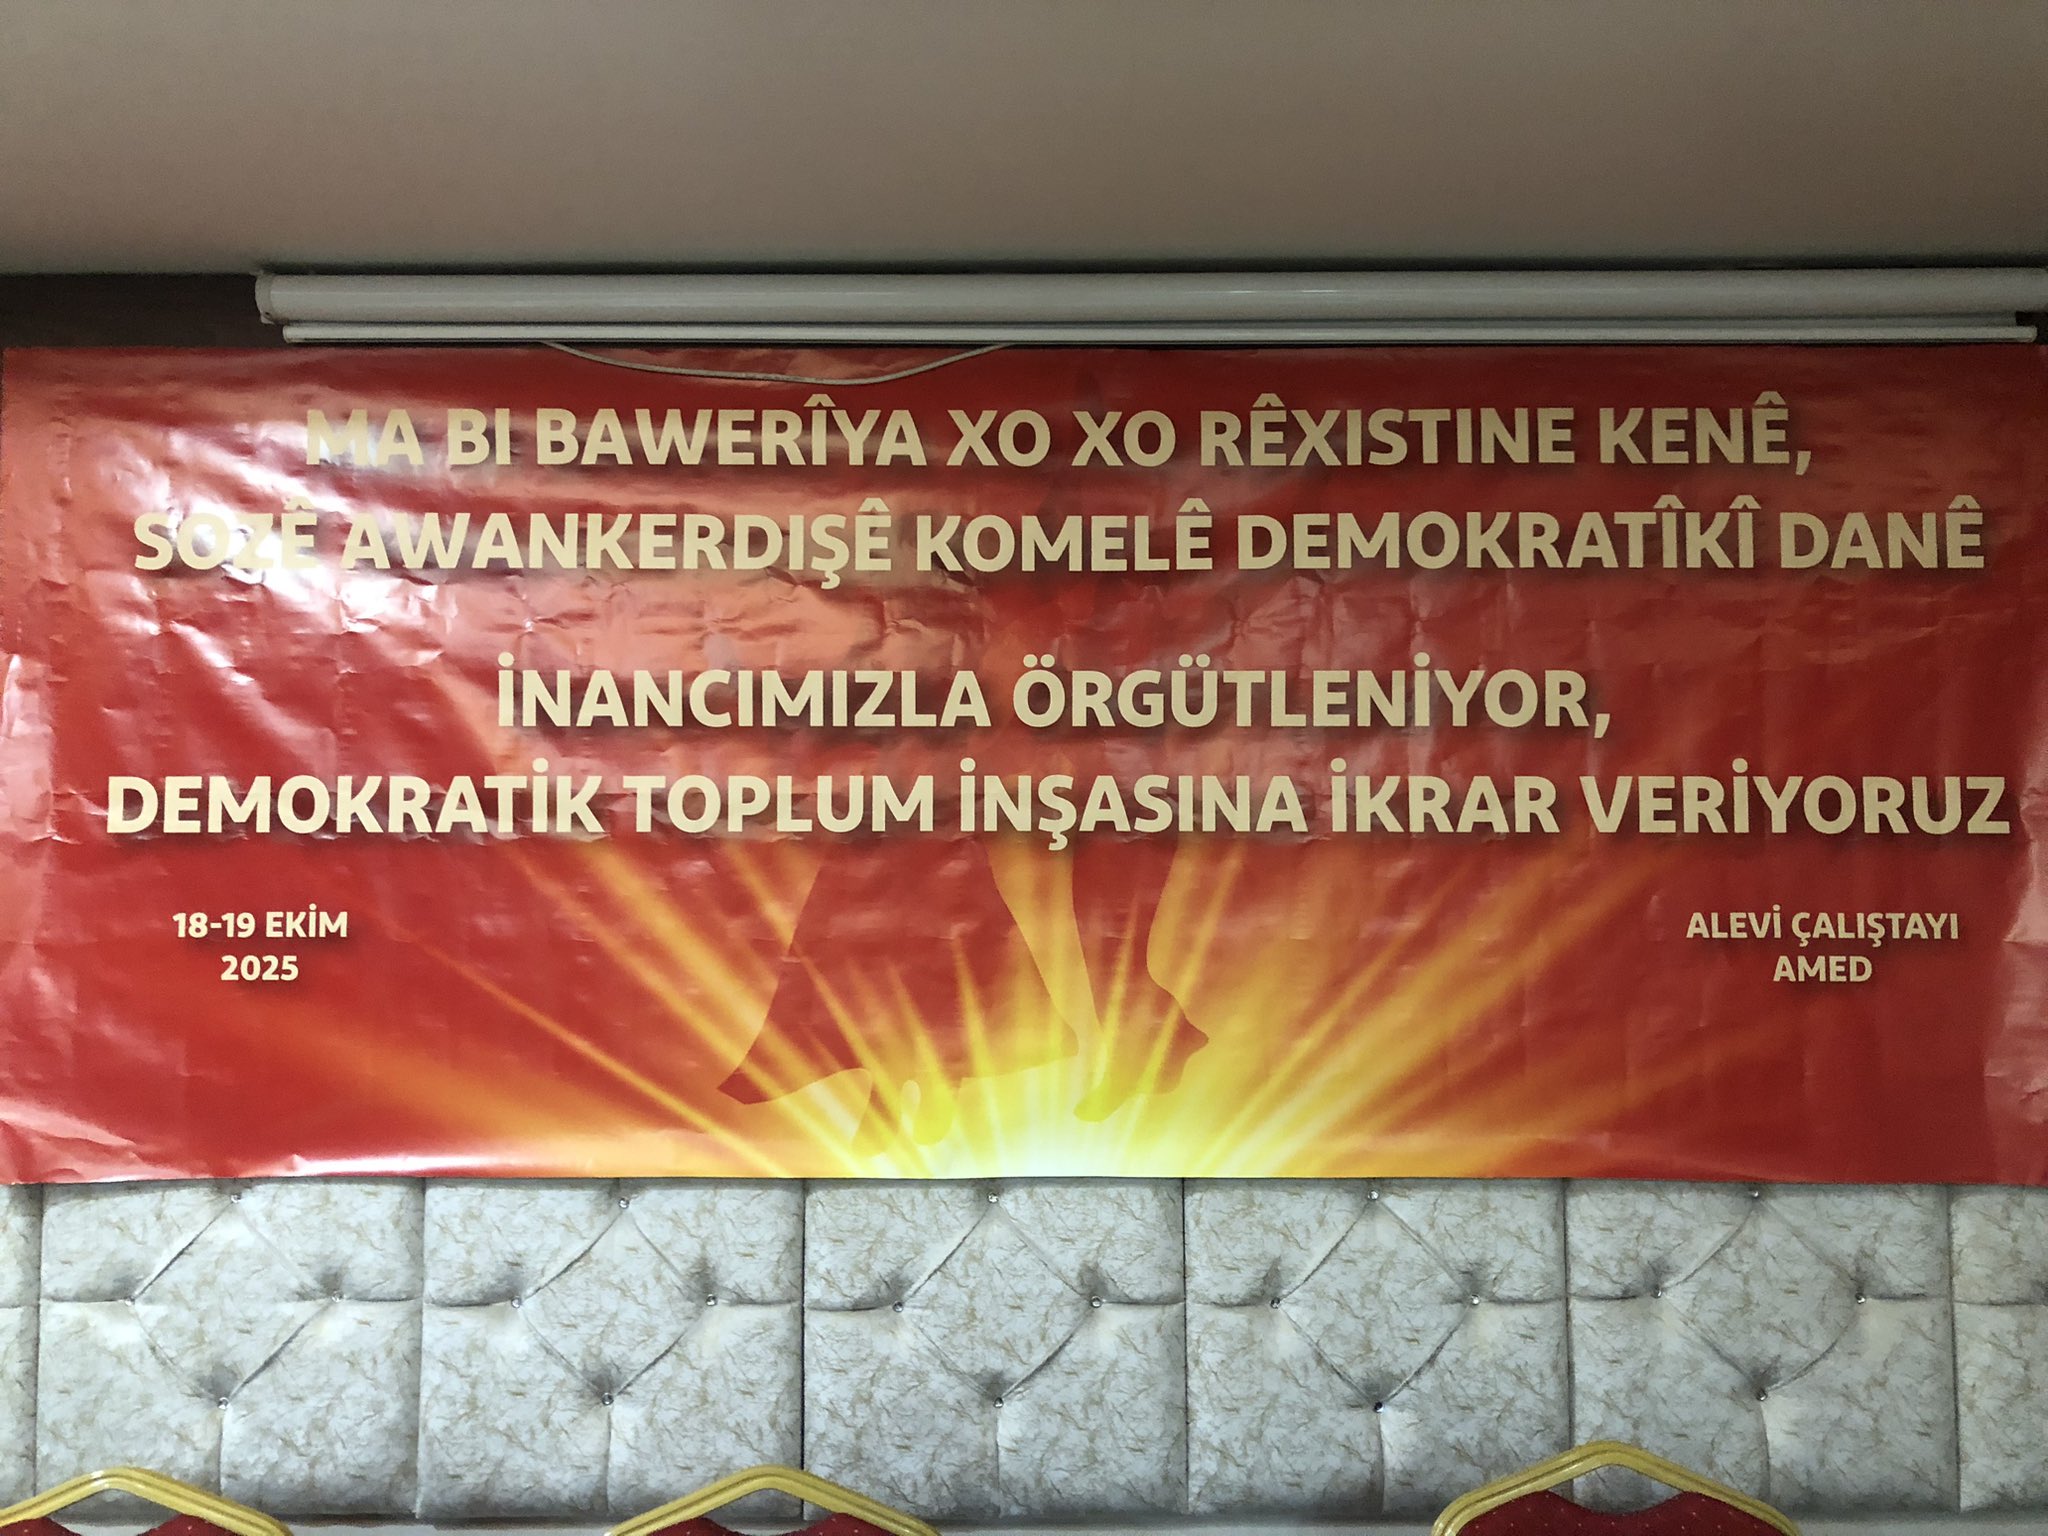 MA BI BAWERÎYA XO XO RÊXISTINE KENÊ,
SOZÊ AWANKERDIŞÊ KOMELÊ DEMOKRATÎKÎ DANÊ
İNANCIMIZLA ÖRGÜTLENİYOR,
DEMOKRATİK TOPLUM İNŞASINA İKRAR VERİYORUZ
18-19 EKİM
2025
ALEVİ ÇALIŞTAYI
AMED